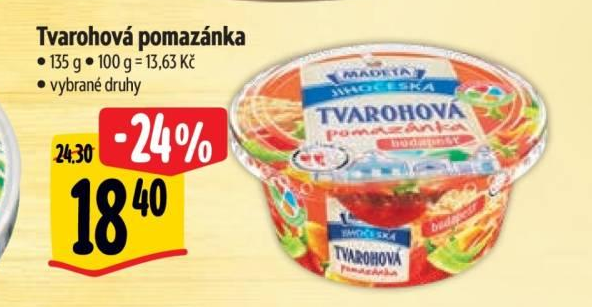 Tvarohová pomazánka
• 135 g • 100 g = 13,63 Kč
• vybrané druhy
24.30
-24%
18 40
MADETA
JIHOČESKÁ
TVAROHOVÁ
pomazánka
budapešť
budapešť
JIHOČESKÁ
TVAROHOVÁ
pomazánka